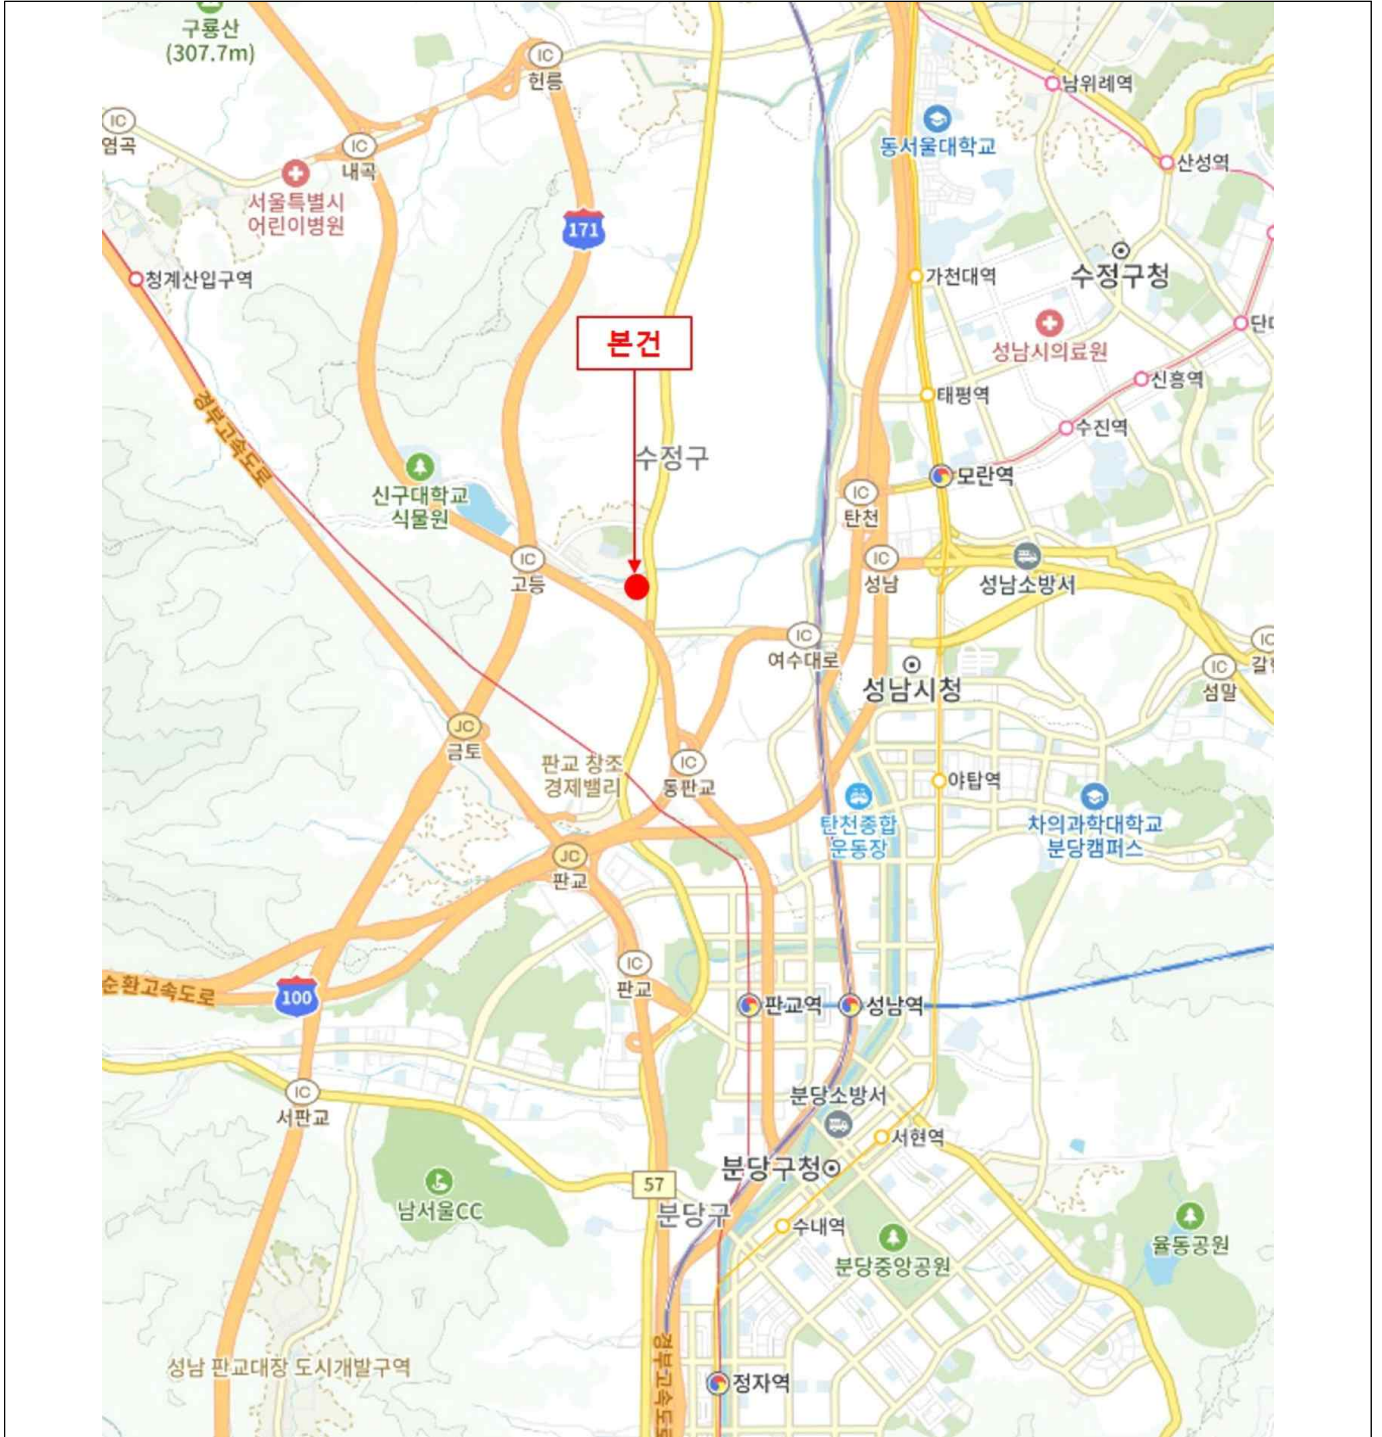 구룡산
(307.7m)
IC
헌릉
남위례역
IC
염곡
IC
내곡
동서울대학교
산성역
서울특별시
어린이병원
171
수정구청
청계산입구역
가천대역
본건
성남시의료원
신흥역
태평역
수진역
경부고속도로
수정구
신구대학교
식물원
모란역
IC
탄천
IC
고등
IC
성남
성남소방서
IC
여수대로
성남시청
IC
섬말
JC
금토
판교 창조
경제밸리
IC
동판교
야탑역
탄천종합
운동장
차의과학대학교
분당캠퍼스
JC
판교
IC
판교
순환고속도로
100
판교역
성남역
IC
서판교
분당소방서
서현역
분당구청
57
남서울CC
분당구
수내역
율동공원
분당중앙공원
성남 판교대장 도시개발구역
경부고속도로
정자역